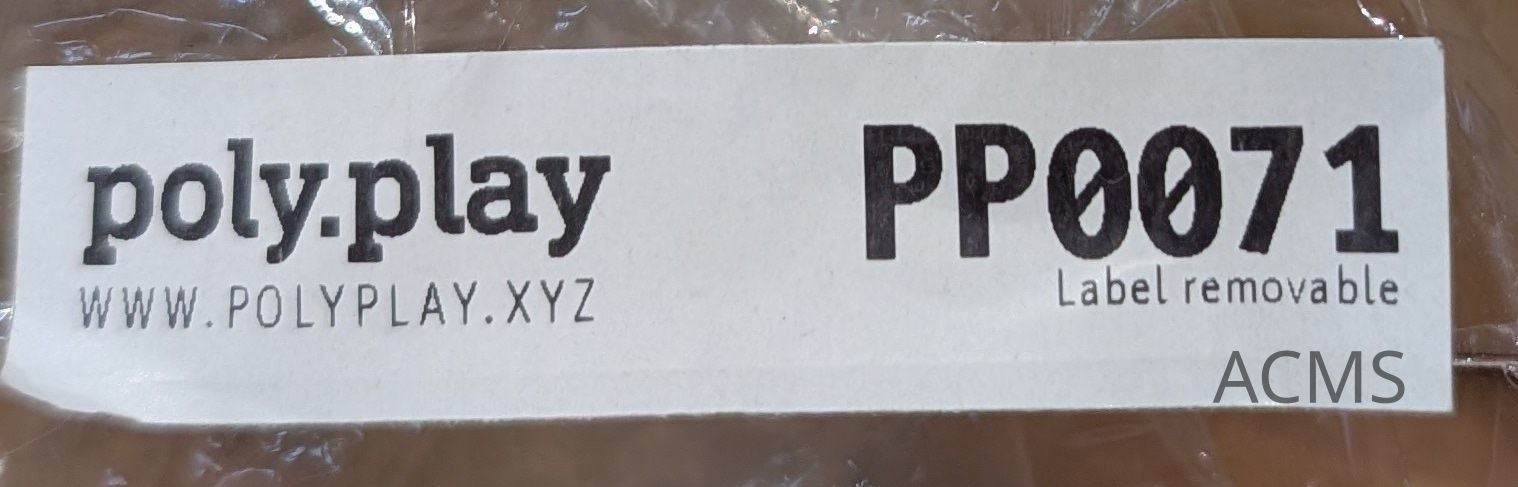 poly.play
WWW.POLYPLAY.XYZ
PP0071
Label removable
ACMS